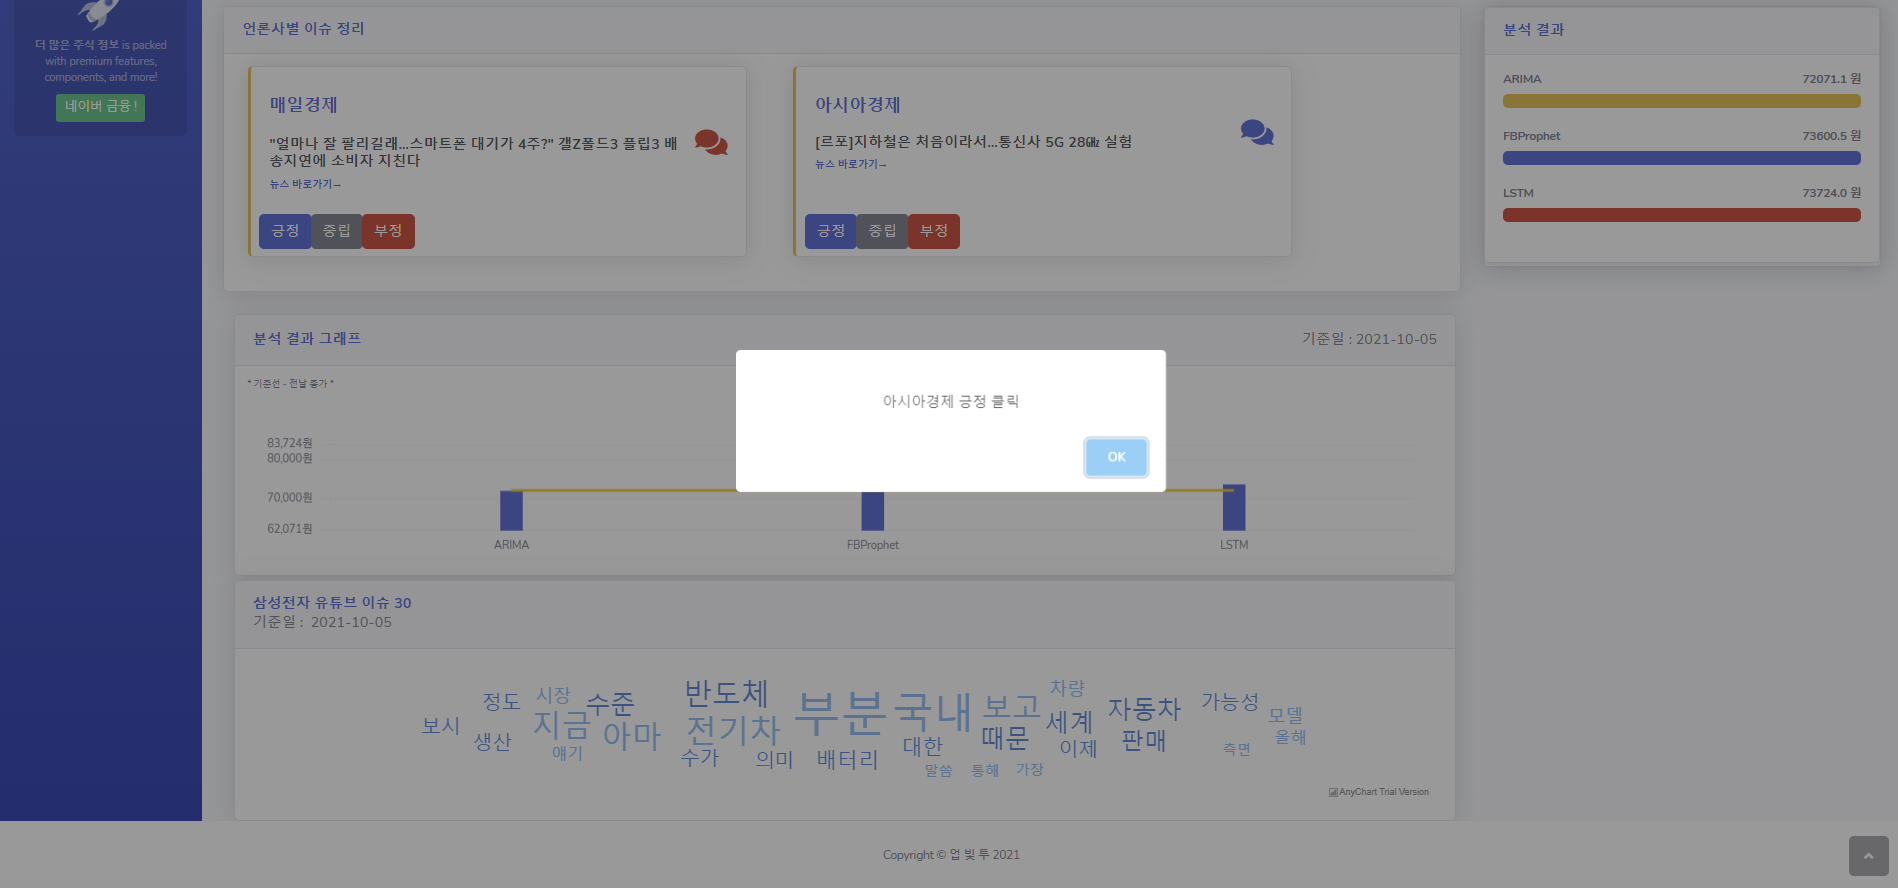 더 많은 주식 정보 is packed
with premium features,
components, and more!
네이버 금융 !
언론사별 이슈 정리
매일경제
"얼마나 잘 팔리길래...스마트폰 대기가 4주?" 갤Z폴드3 플립3 배
송지연에 소비자 지친다
뉴스 바로가기→
긍정 중립 부정
아시아경제
[르포]지하철은 처음이라서...통신사 5G 28㎓ 실험
뉴스 바로가기→
긍정 중립 부정
분석 결과
ARIMA 72071.1 원
FBProphet 73600.5 원
LSTM 73724.0 원
분석 결과 그래프
기준일 : 2021-10-05
* 기준선 - 전날 종가 *
83,724원
80,000원
70,000원
62,071원
ARIMA FBProphet LSTM
아시아경제 긍정 클릭
OK
삼성전자 유튜브 이슈 30
기준일 : 2021-10-05
보시 정도 시장 수준 반도체 부분 국내 보고 차량 자동차 가능성 모델
생산 지금 아마 전기차 세계 올해
얘기 수가 의미 배터리 대한 때문 이제 판매 측면
말씀 통해 가장
AnyChart Trial Version
Copyright © 업 빛 투 2021